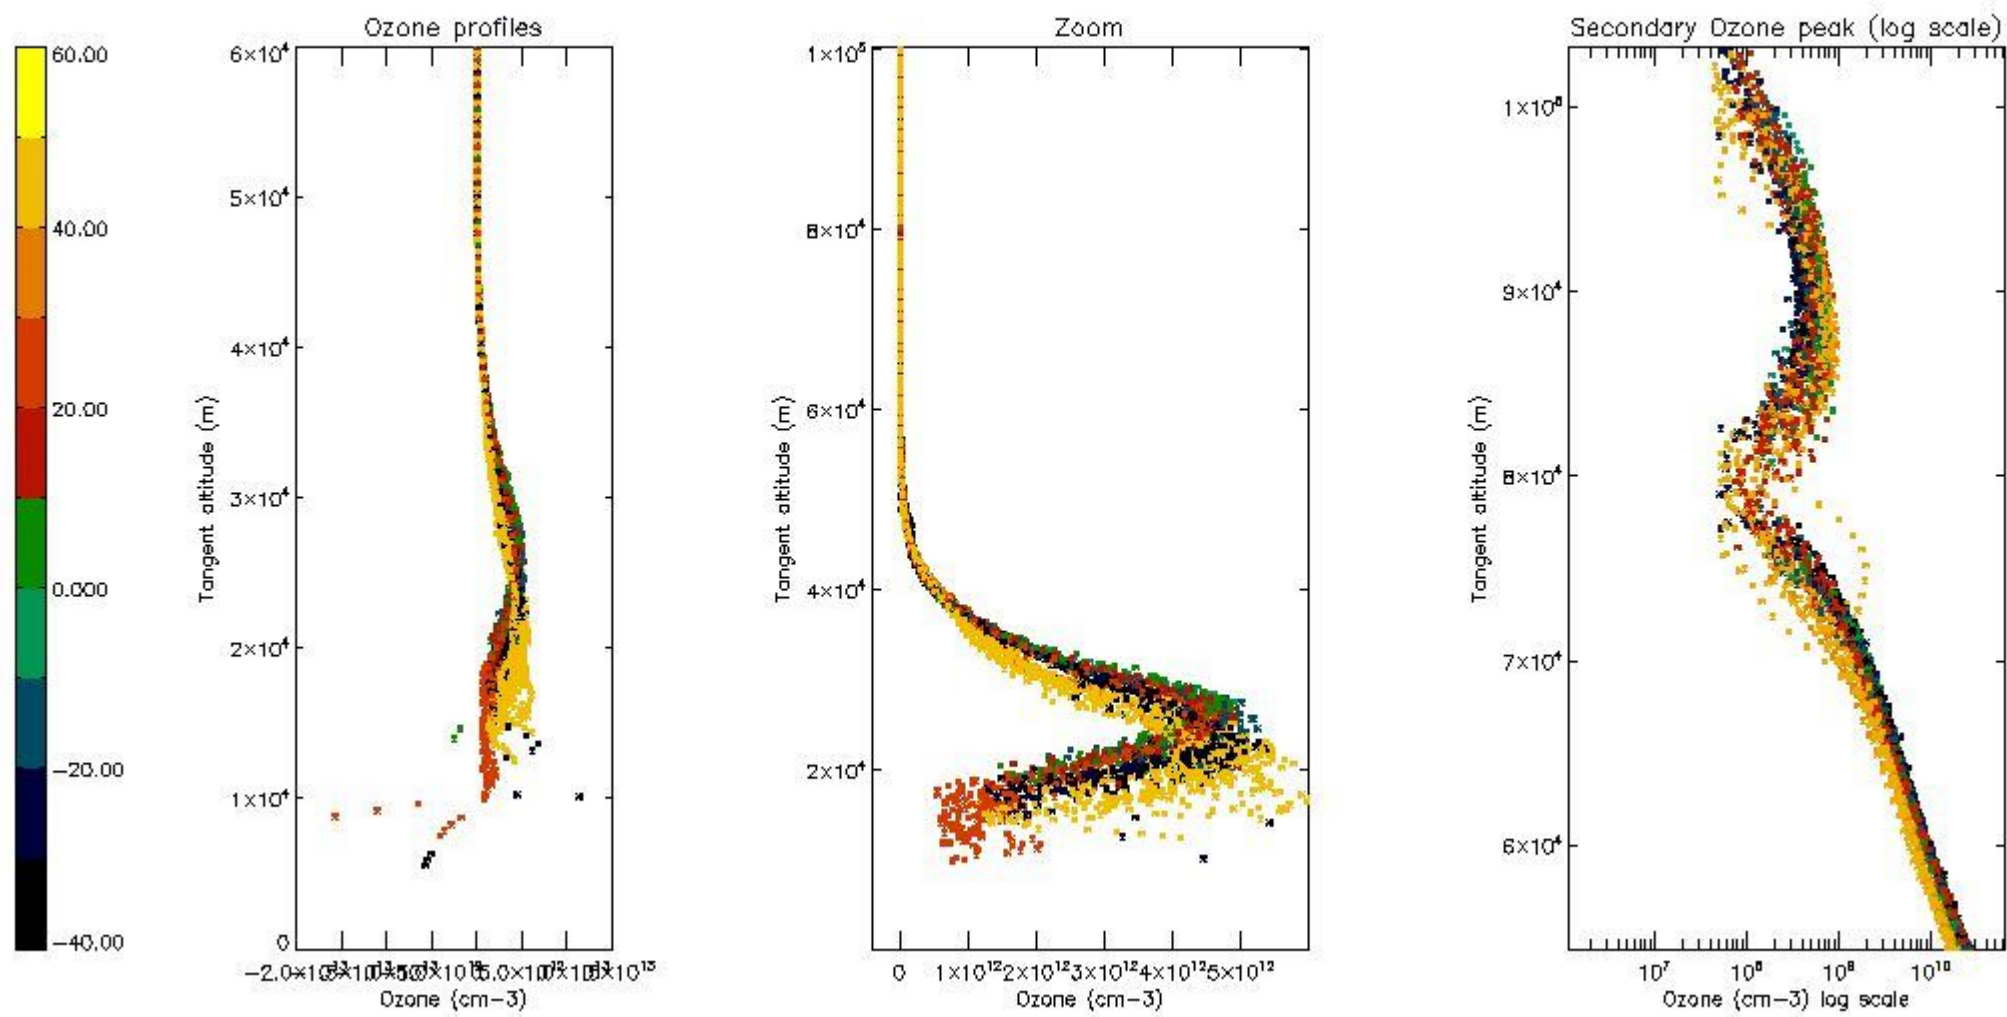 Ozone profiles
Zoom
Secondary Ozone peak (log scale)
60.00
40.00
20.00
0.000
-20.00
-40.00
6×10⁴
5×10⁴
4×10⁴
3×10⁴
2×10⁴
1×10⁴
0
Tangent altitude (m)
Ozone (cm-3)
1×10⁵
8×10⁴
6×10⁴
4×10⁴
2×10⁴
Tangent altitude (m)
0 1×10¹² 2×10¹² 3×10¹² 4×10¹² 5×10¹²
Ozone (cm-3)
9×10⁴
8×10⁴
7×10⁴
6×10⁴
Tangent altitude (m)
10⁷ 10⁸ 10⁹ 10¹⁰
Ozone (cm-3) log scale